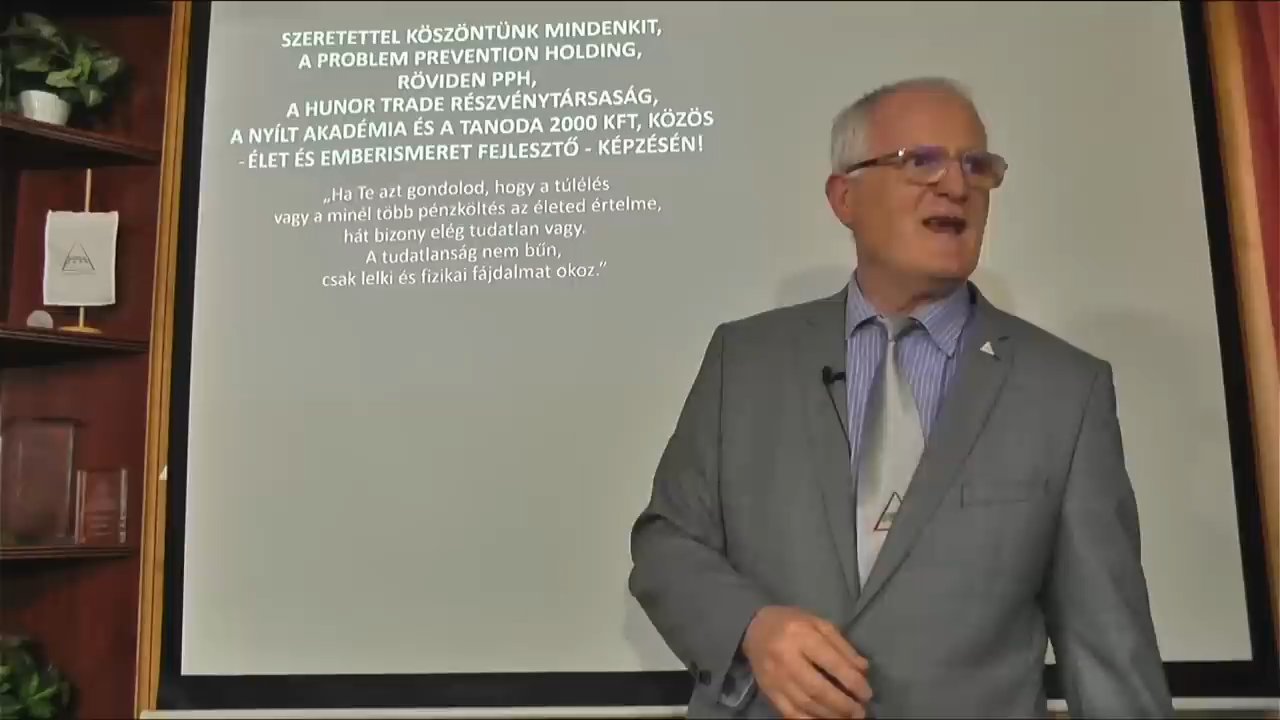 SZERETETTEL KÖSZÖNTÜNK MINDENKIT,
A PROBLEM PREVENTION HOLDING,
RÖVIDEN PPH,
A HUNOR TRADE RÉSZVÉNYTÁRSASÁG,
A NYÍLT AKADÉMIA ÉS A TANODA 2000 KFT, KÖZÖS
- ÉLET ÉS EMBERISMERET FEJLESZTŐ - KÉPZÉSÉN!
„Ha Te azt gondolod, hogy a túlélés
vagy a minél több pénzköltés az életed értelme,
hát bizony elég tudatlan vagy.
A tudatlanság nem bűn,
csak lelki és fizikai fájdalmat okoz.”